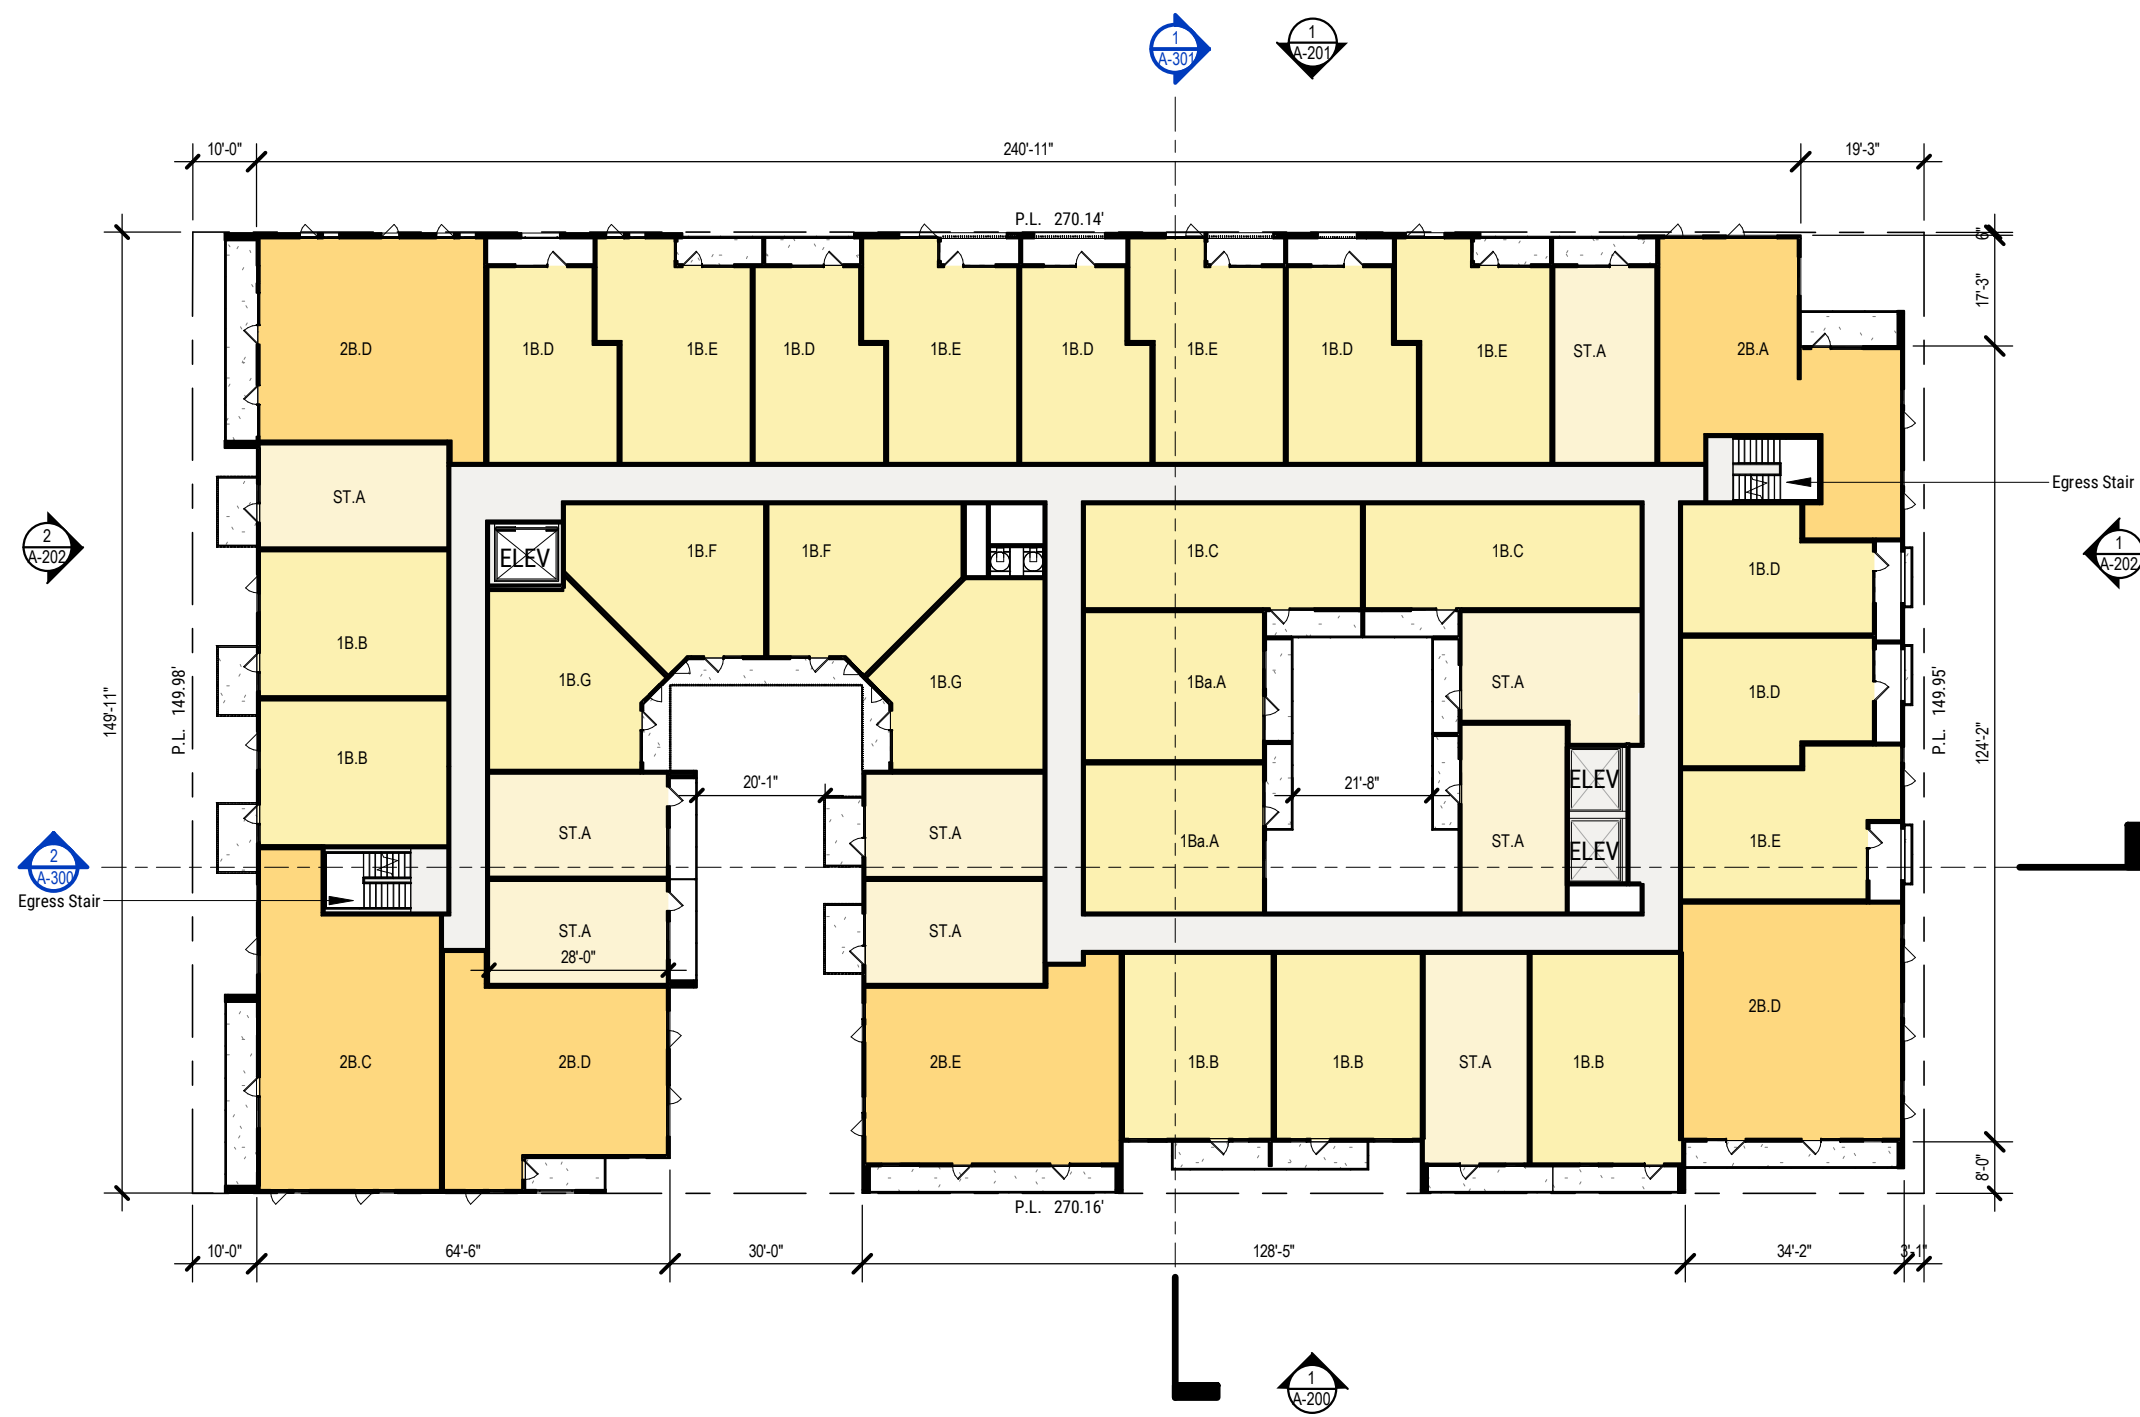 1
A-301
1
A-201
10'-0"
240'-11"
19'-3"
P.L. 270.14'
6"
17'-3"
2B.D
1B.D
1B.E
1B.D
1B.E
1B.D
1B.E
1B.D
1B.E
ST.A
2B.A
Egress Stair
ST.A
2
A-202
ELEV
1B.F
1B.F
1B.C
1B.C
1B.D
1
A-202
1B.B
1B.G
1B.G
1Ba.A
ST.A
1B.D
149'-11"
P.L. 149.98'
P.L. 149.95'
124'-2"
1B.B
20'-1"
21'-8"
ELEV
ST.A
ST.A
1Ba.A
ST.A
ELEV
1B.E
2
A-300
Egress Stair
ST.A
28'-0"
ST.A
2B.C
2B.D
2B.E
1B.B
1B.B
ST.A
1B.B
2B.D
8'-0"
P.L. 270.16'
10'-0"
64'-6"
30'-0"
128'-5"
34'-2"
3'-1"
1
A-200